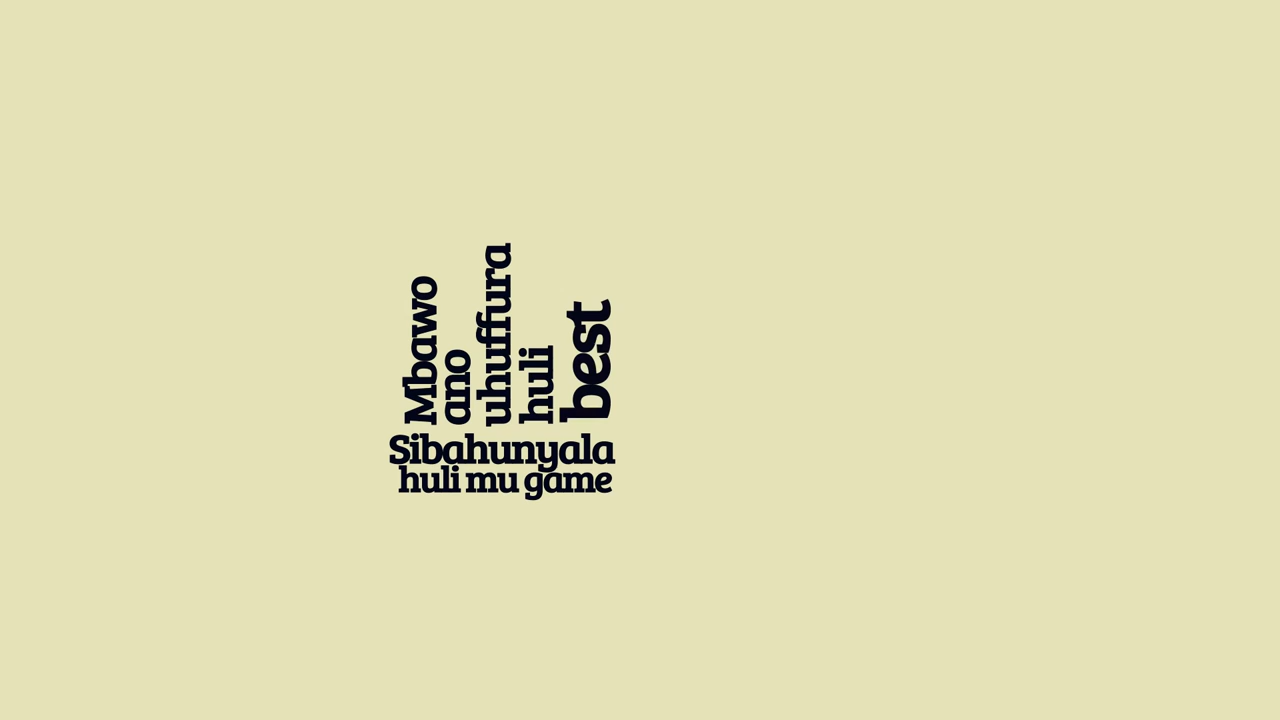 Mbawo
ano
uhuffura
huli
best
Sibahunyala
huli mu game